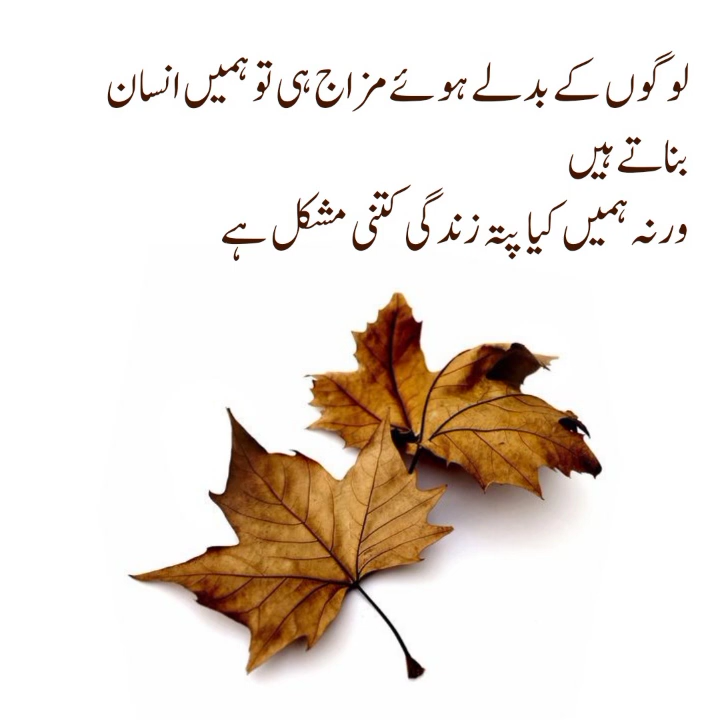 لوگوں کے بدلے ہوئے مزاج ہی تو ہمیں انسان
بناتے ہیں
ورنہ ہمیں کیا پتہ زندگی کتنی مشکل ہے